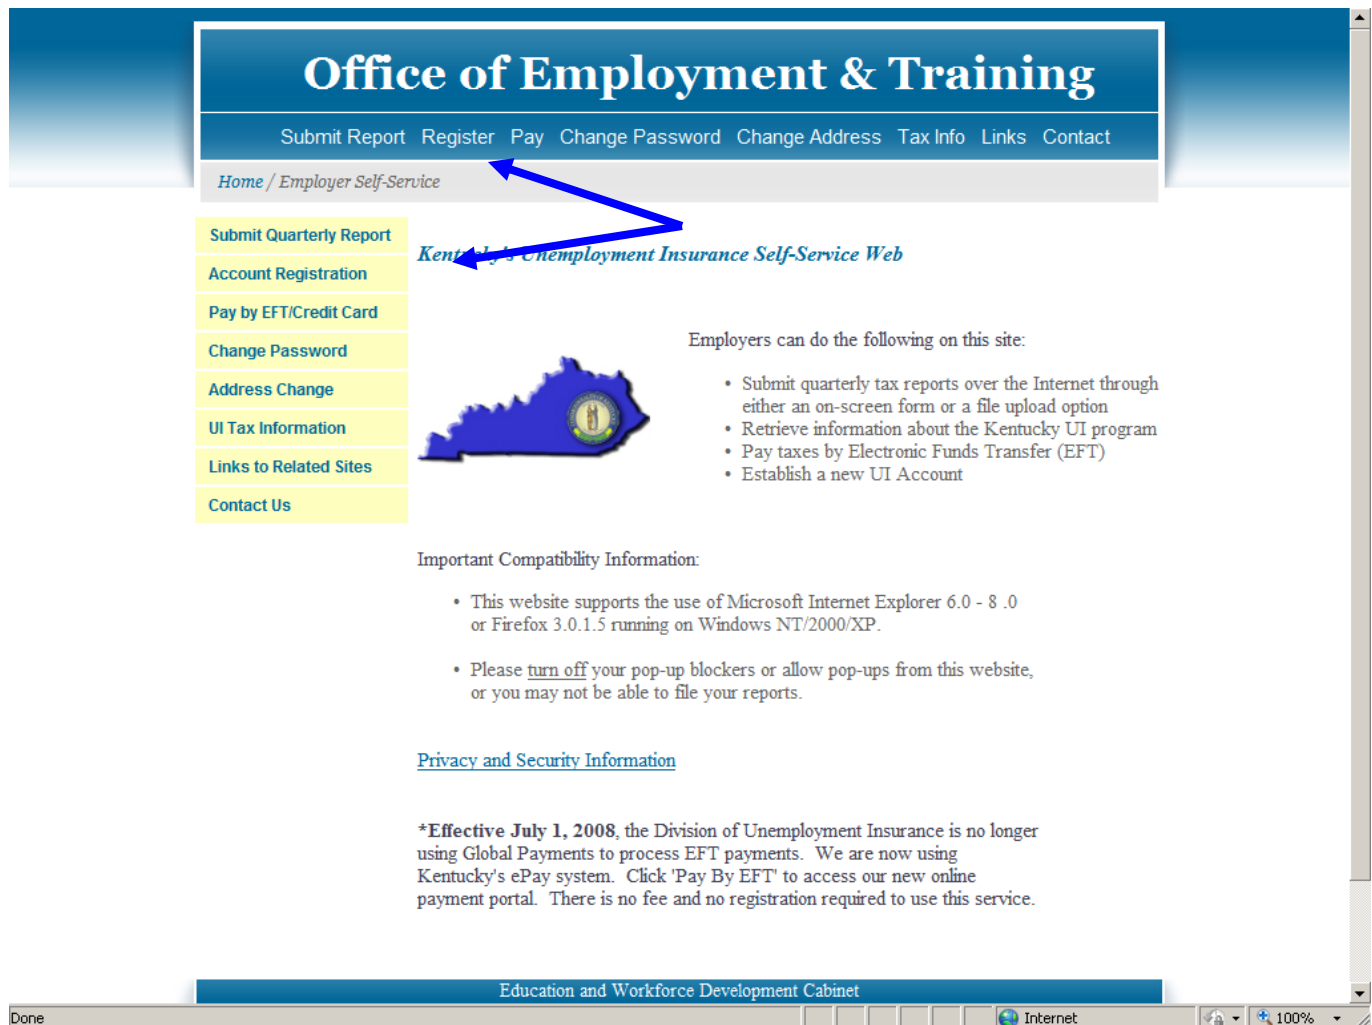 Office of Employment & Training
Submit Report Register Pay Change Password Change Address Tax Info Links Contact
Home / Employer Self-Service
Submit Quarterly Report
Account Registration
Pay by EFT/Credit Card
Change Password
Address Change
UI Tax Information
Links to Related Sites
Contact Us
Kentucky's Unemployment Insurance Self-Service Web
Employers can do the following on this site:
• Submit quarterly tax reports over the Internet through
either an on-screen form or a file upload option
• Retrieve information about the Kentucky UI program
• Pay taxes by Electronic Funds Transfer (EFT)
• Establish a new UI Account
Important Compatibility Information:
• This website supports the use of Microsoft Internet Explorer 6.0 - 8 .0
or Firefox 3.0.1.5 running on Windows NT/2000/XP.
• Please turn off your pop-up blockers or allow pop-ups from this website,
or you may not be able to file your reports.
Privacy and Security Information
*Effective July 1, 2008, the Division of Unemployment Insurance is no longer
using Global Payments to process EFT payments. We are now using
Kentucky's ePay system. Click 'Pay By EFT' to access our new online
payment portal. There is no fee and no registration required to use this service.
Education and Workforce Development Cabinet
Done
Internet
100%